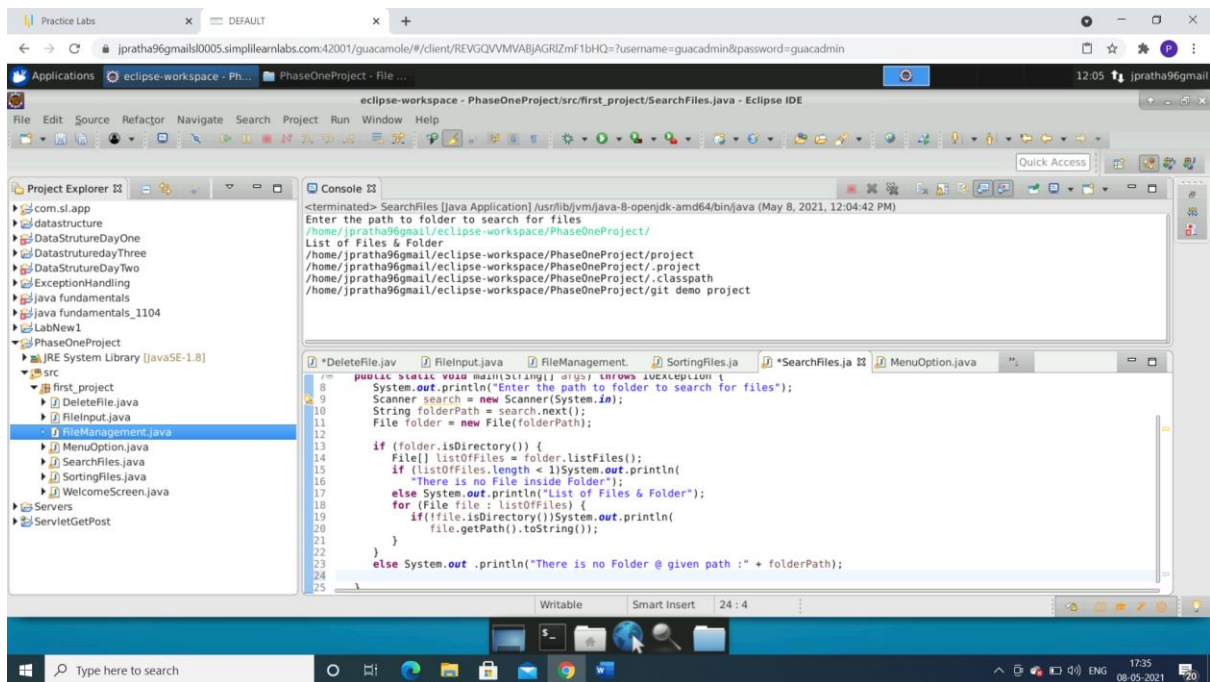 Practice Labs
DEFAULT
jpratha96gmailsl0005.simplilearnlabs.com:42001/guacamole/#/client/REVGQVVMVABjAGRlZmF1bHQ=?username=guacadmin&password=guacadmin
Applications eclipse-workspace - Ph... PhaseOneProject - File ... 12:05 jpratha96gmail
eclipse-workspace - PhaseOneProject/src/first_project/SearchFiles.java - Eclipse IDE
File Edit Source Refactor Navigate Search Project Run Window Help
Quick Access
Project Explorer
com.sl.app
datastructure
DataStrutureDayOne
DatastruturedayThree
DataStrutureDayTwo
ExceptionHandling
java fundamentals
java fundamentals_1104
LabNew1
PhaseOneProject
JRE System Library [JavaSE-1.8]
src
first_project
DeleteFile.java
FileInput.java
FileManagement.java
MenuOption.java
SearchFiles.java
SortingFiles.java
WelcomeScreen.java
Servers
ServletGetPost
Console
<terminated> SearchFiles [Java Application] /usr/lib/jvm/java-8-openjdk-amd64/bin/java (May 8, 2021, 12:04:42 PM)
Enter the path to folder to search for files
/home/jpratha96gmail/eclipse-workspace/PhaseOneProject/
List of Files & Folder
/home/jpratha96gmail/eclipse-workspace/PhaseOneProject/project
/home/jpratha96gmail/eclipse-workspace/PhaseOneProject/.project
/home/jpratha96gmail/eclipse-workspace/PhaseOneProject/.classpath
/home/jpratha96gmail/eclipse-workspace/PhaseOneProject/git demo project
*DeleteFile.jav FileInput.java FileManagement. SortingFiles.ja *SearchFiles.ja MenuOption.java
7 public static void main(String[] args) throws IOException {
8 System.out.println("Enter the path to folder to search for files");
9 Scanner search = new Scanner(System.in);
10 String folderPath = search.next();
11 File folder = new File(folderPath);
12
13 if (folder.isDirectory()) {
14 File[] listOfFiles = folder.listFiles();
15 if (listOfFiles.length < 1)System.out.println(
16 "There is no File inside Folder");
17 else System.out.println("List of Files & Folder");
18 for (File file : listOfFiles) {
19 if(!file.isDirectory())System.out.println(
20 file.getPath().toString());
21 }
22 }
23 else System.out .println("There is no Folder @ given path :" + folderPath);
24
25 }
Writable Smart Insert 24 : 4
Type here to search
ENG
17:35
08-05-2021
20